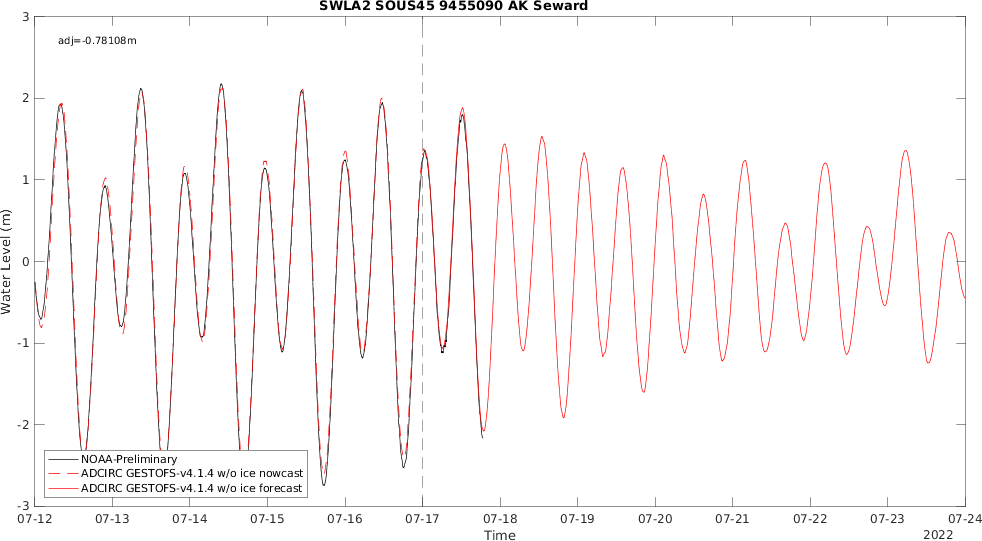 SWLA2 SOUS45 9455090 AK Seward
adj=-0.78108m
3
2
1
0
-1
-2
-3
Water Level (m)
NOAA-Preliminary
ADCIRC GESTOFS-v4.1.4 w/o ice nowcast
ADCIRC GESTOFS-v4.1.4 w/o ice forecast
07-12 07-13 07-14 07-15 07-16 07-17 07-18 07-19 07-20 07-21 07-22 07-23 07-24
Time
2022